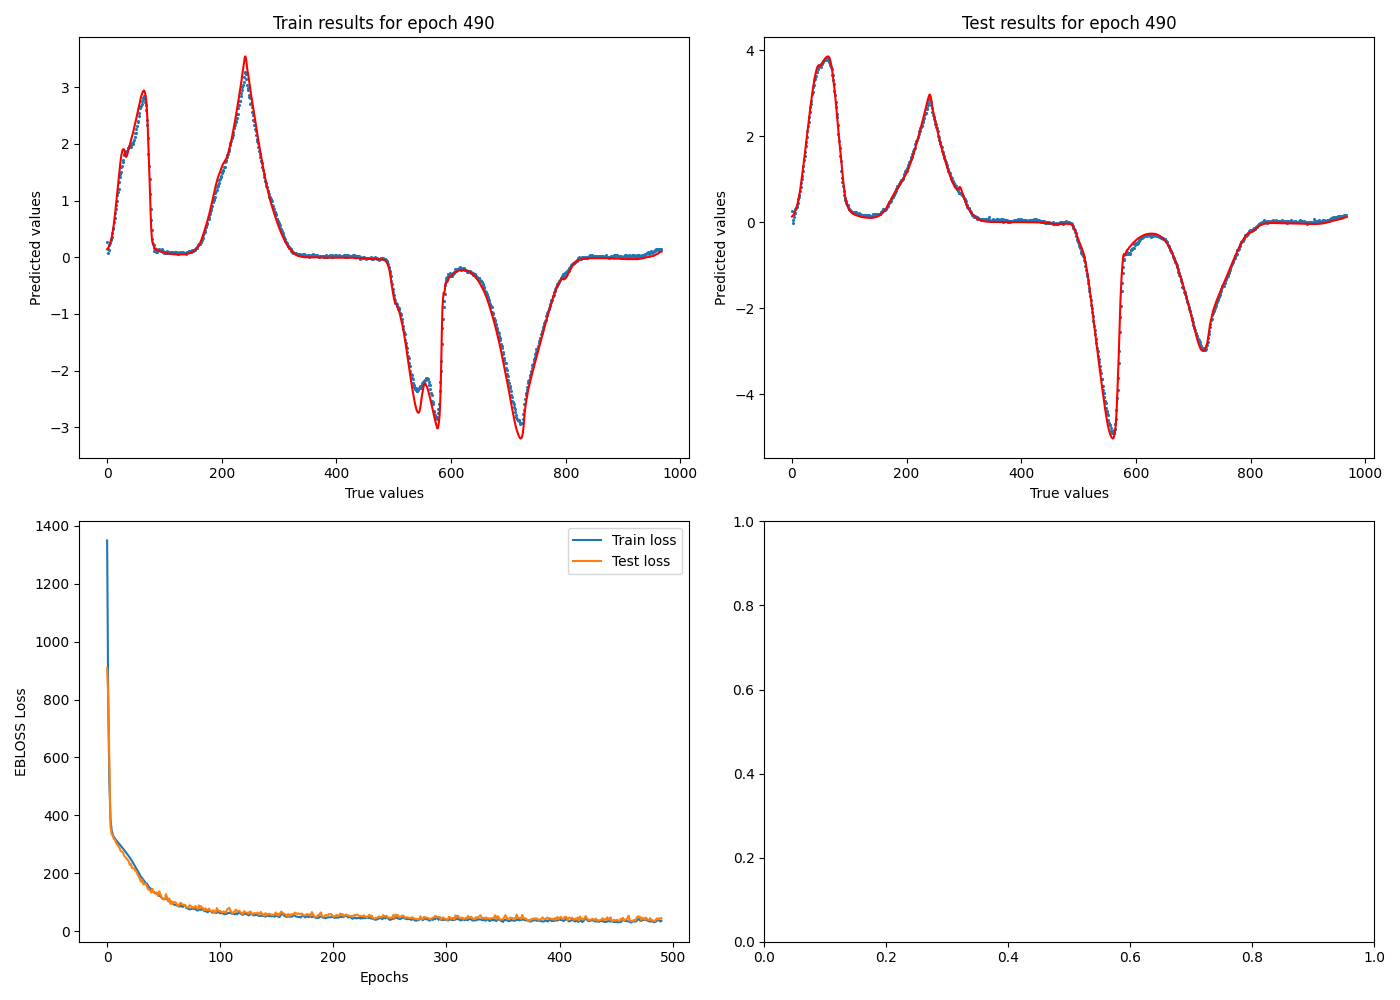 Train results for epoch 490
Predicted values
3
2
1
0
−1
−2
−3
0 200 400 600 800 1000
True values
Test results for epoch 490
Predicted values
4
2
0
−2
−4
0 200 400 600 800 1000
True values
EBLOSS Loss
1400
1200
1000
800
600
400
200
0
Train loss
Test loss
0 100 200 300 400 500
Epochs
1.0
0.8
0.6
0.4
0.2
0.0
0.0 0.2 0.4 0.6 0.8 1.0